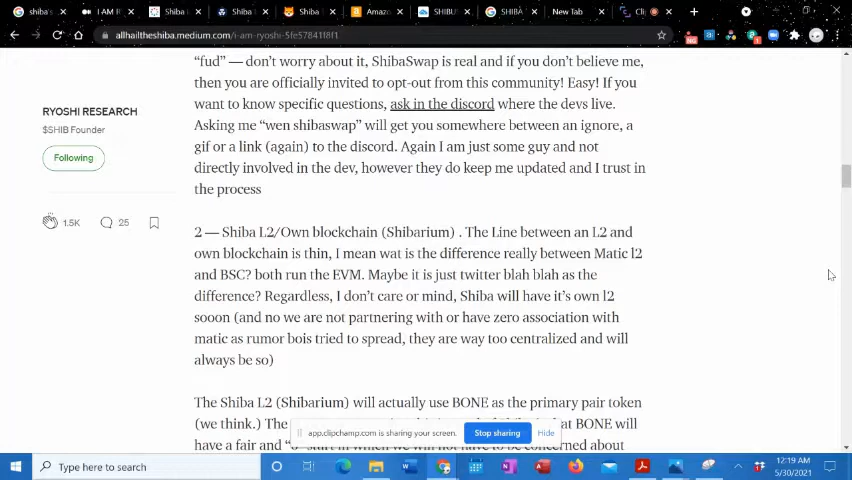 shiba's
I AM R
Shiba I
Shiba
Shiba I
Amazo
SHIBU
SHIBA
New Tab
Clip
allhailtheshiba.medium.com/i-am-ryoshi-5fe5784118f1
“fud” — don't worry about it, ShibaSwap is real and if you don't believe me,
then you are officially invited to opt-out from this community! Easy! If you
want to know specific questions, ask in the discord where the devs live.
Asking me “wen shibaswap” will get you somewhere between an ignore, a
gif or a link (again) to the discord. Again I am just some guy and not
directly involved in the dev, however they do keep me updated and I trust in
the process
RYOSHI RESEARCH
$SHIB Founder
Following
1.5K
25
2 — Shiba L2/Own blockchain (Shibarium) . The Line between an L2 and
own blockchain is thin, I mean wat is the difference really between Matic l2
and BSC? both run the EVM. Maybe it is just twitter blah blah as the
difference? Regardless, I don't care or mind, Shiba will have it's own l2
sooon (and no we are not partnering with or have zero association with
matic as rumor bois tried to spread, they are way too centralized and will
always be so)
The Shiba L2 (Shibarium) will actually use BONE as the primary pair token
(we think.) The
at BONE will
have a fair and
about
app.clipchamp.com is sharing your screen.
Stop sharing
Hide
Type here to search
12:19 AM
5/30/2021